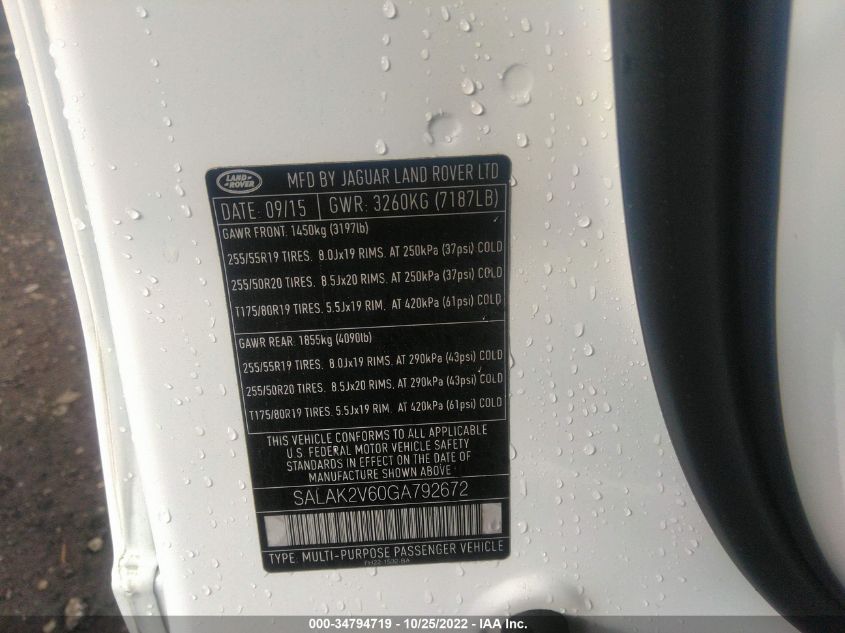 LAND-
ROVER
MFD BY JAGUAR LAND ROVER LTD
DATE: 09/15 GWR: 3260KG (7187LB)
GAWR FRONT. 1450kg (3197lb)
255/55R19 TIRES. 8.0Jx19 RIMS. AT 250kPa (37psi) COLD
255/50R20 TIRES. 8.5Jx20 RIMS. AT 250kPa (37psi) COLD
T175/80R19 TIRES. 5.5Jx19 RIM. AT 420kPa (61psi) COLD
GAWR REAR. 1855kg (4090lb)
255/55R19 TIRES. 8.0Jx19 RIMS. AT 290kPa (43psi) COLD
255/50R20 TIRES. 8.5Jx20 RIMS. AT 290kPa (43psi) COLD
T175/80R19 TIRES. 5.5Jx19 RIM. AT 420kPa (61psi) COLD
THIS VEHICLE CONFORMS TO ALL APPLICABLE
U.S. FEDERAL MOTOR VEHICLE SAFETY
STANDARDS IN EFFECT ON THE DATE OF
MANUFACTURE SHOWN ABOVE
SALAK2V60GA792672
TYPE: MULTI-PURPOSE PASSENGER VEHICLE
FH22-1532-BA
000-34794719 - 10/25/2022 - IAA Inc.